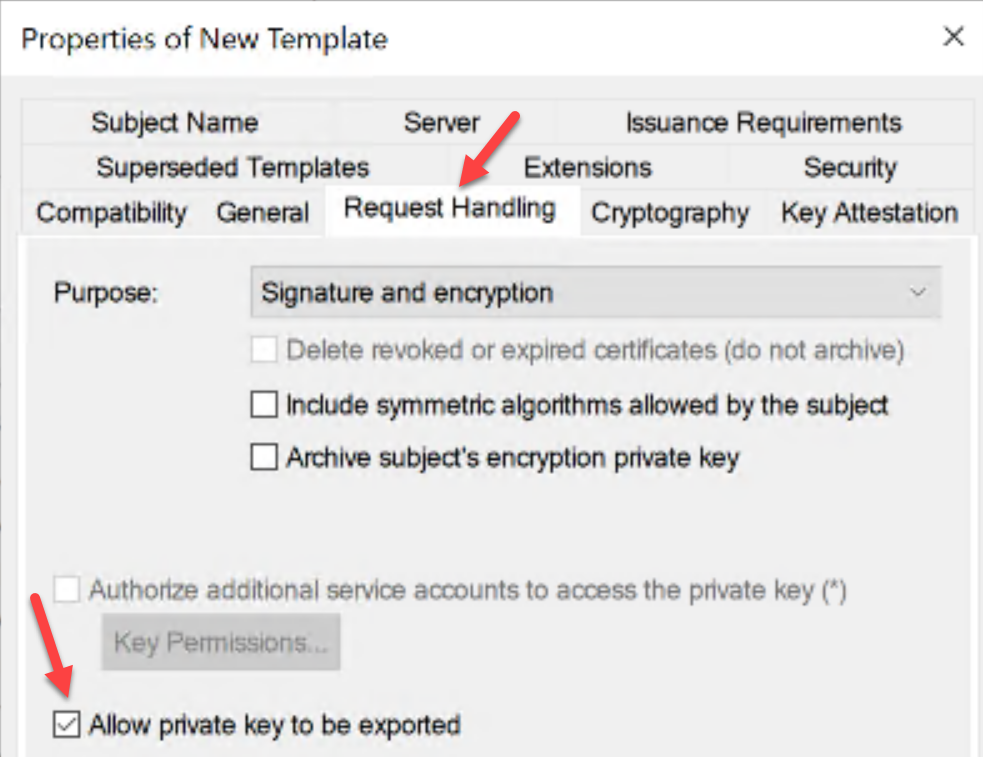 Properties of New Template
Subject Name Server Issuance Requirements
Superseded Templates Extensions Security
Compatibility General Request Handling Cryptography Key Attestation
Purpose: Signature and encryption
Delete revoked or expired certificates (do not archive)
Include symmetric algorithms allowed by the subject
Archive subject's encryption private key
Authorize additional service accounts to access the private key (*)
Key Permissions...
Allow private key to be exported